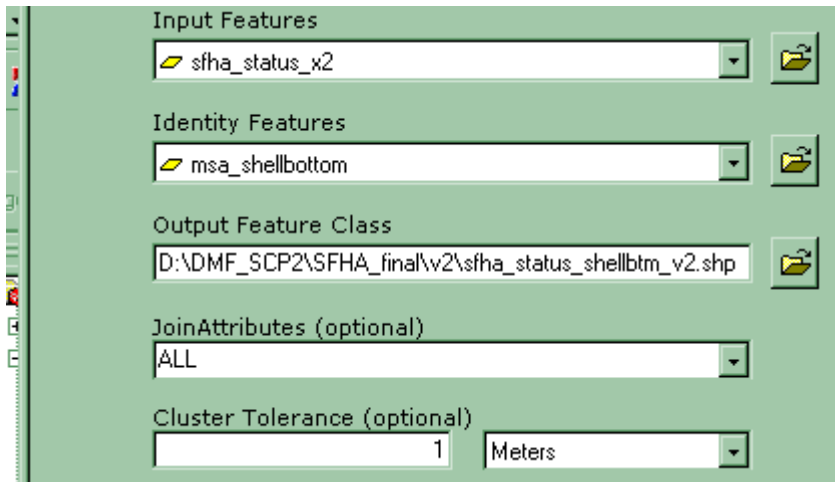 Input Features
sfha_status_x2
Identity Features
msa_shellbottom
Output Feature Class
D:\DMF_SCP2\SFHA_final\v2\sfha_status_shellbtm_v2.shp
JoinAttributes (optional)
ALL
Cluster Tolerance (optional)
1 Meters